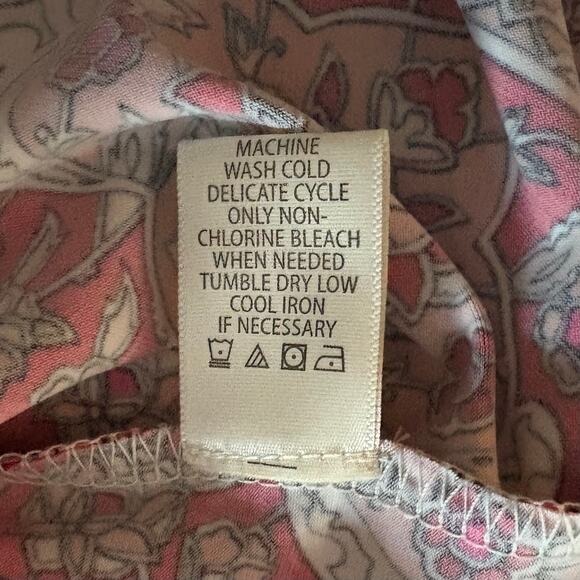 MACHINE
WASH COLD
DELICATE CYCLE
ONLY NON-
CHLORINE BLEACH
WHEN NEEDED
TUMBLE DRY LOW
COOL IRON
IF NECESSARY